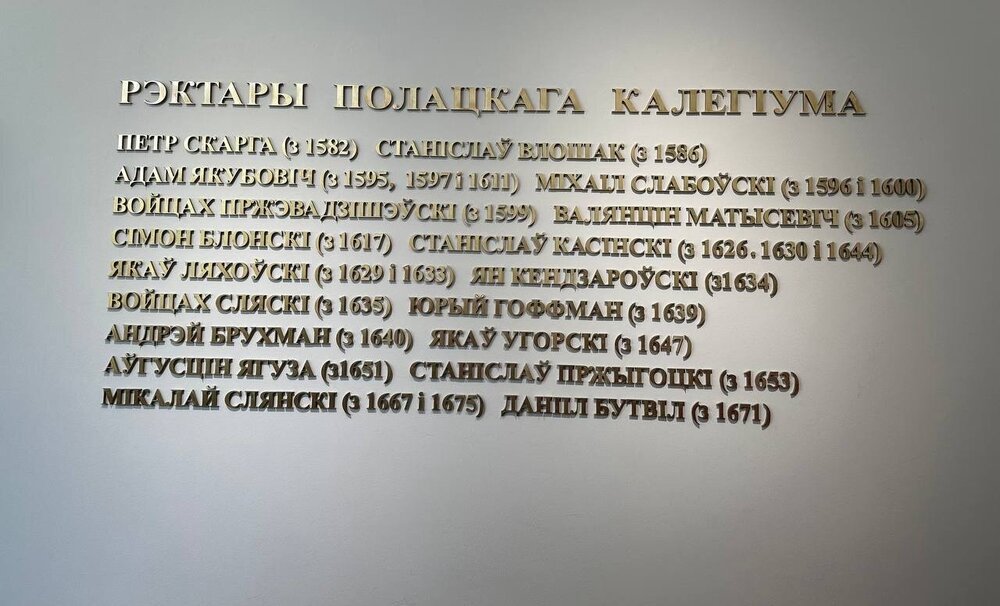 РЭКТАРЫ ПОЛАЦКАГА КАЛЕГІУМА
ПЕТР СКАРГА (з 1582) СТАНІСЛАЎ ВЛОШАК (з 1586)
АДАМ ЯКУБОВІЧ (з 1595, 1597 і 1611) МІХАІЛ СЛАБОЎСКІ (з 1596 і 1600)
ВОЙЦАХ ПРЖЭВАДЗІШЭЎСКІ (з 1599) ВАЛЯНЦІН МАТЫСЕВІЧ (з 1605)
СІМОН БЛОНСКІ (з 1617) СТАНІСЛАЎ КАСІНСКІ (з 1626. 1630 і 1644)
ЯКАЎ ЛЯХОЎСКІ (з 1629 і 1633) ЯН КЕНДЗАРОЎСКІ (з1634)
ВОЙЦАХ СЛЯСКІ (з 1635) ЮРЫЙ ГОФФМАН (з 1639)
АНДРЭЙ БРУХМАН (з 1640) ЯКАЎ УГОРСКІ (з 1647)
АЎГУСЦІН ЯГУЗА (з1651) СТАНІСЛАЎ ПРЖЫГОЦКІ (з 1653)
МІКАЛАЙ СЛЯНСКІ (з 1667 і 1675) ДАНІІЛ БУТВІЛ (з 1671)